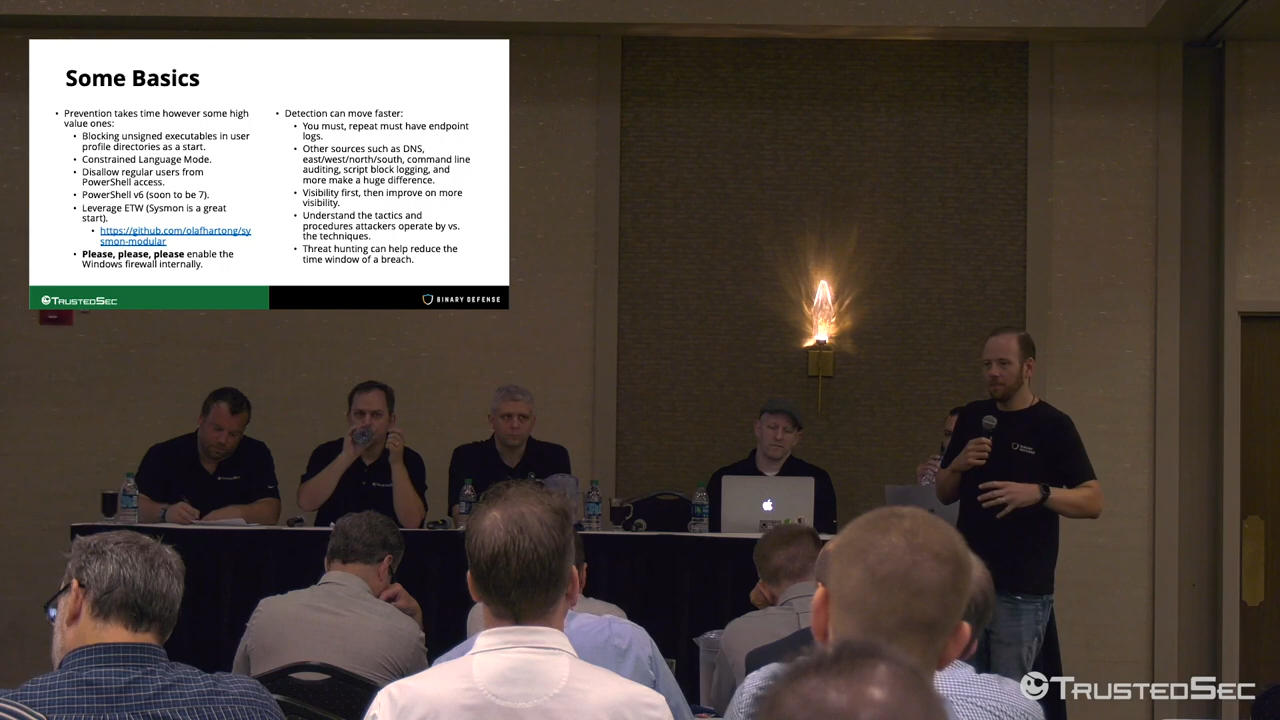 Some Basics
• Prevention takes time however some high
value ones:
• Blocking unsigned executables in user
profile directories as a start.
• Constrained Language Mode.
• Disallow regular users from
PowerShell access.
• PowerShell v6 (soon to be 7).
• Leverage ETW (Sysmon is a great
start).
• https://github.com/olafhartong/sy
smon-modular
• Please, please, please enable the
Windows firewall internally.
• Detection can move faster:
• You must, repeat must have endpoint
logs.
• Other sources such as DNS,
east/west/north/south, command line
auditing, script block logging, and
more make a huge difference.
• Visibility first, then improve on more
visibility.
• Understand the tactics and
procedures attackers operate by vs.
the techniques.
• Threat hunting can help reduce the
time window of a breach.
TRUSTEDSEC
BINARY DEFENSE
TRUSTEDSEC